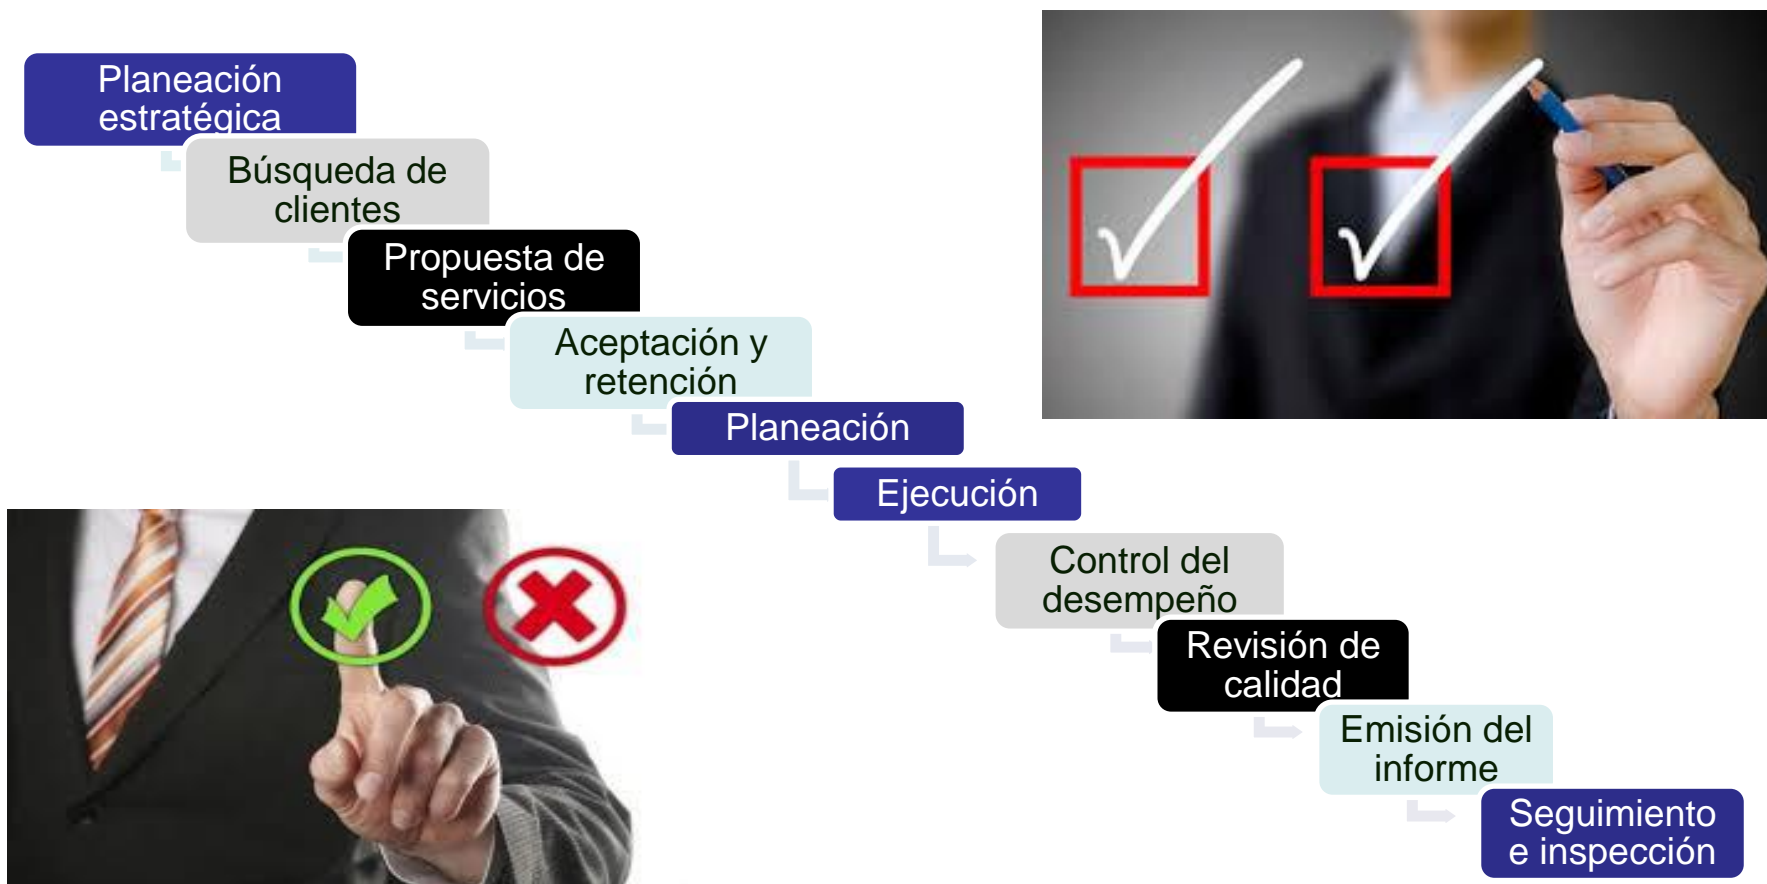 Planeación
estratégica
Búsqueda de
clientes
Propuesta de
servicios
Aceptación y
retención
Planeación
Ejecución
Control del
desempeño
Revisión de
calidad
Emisión del
informe
Seguimiento
e inspección